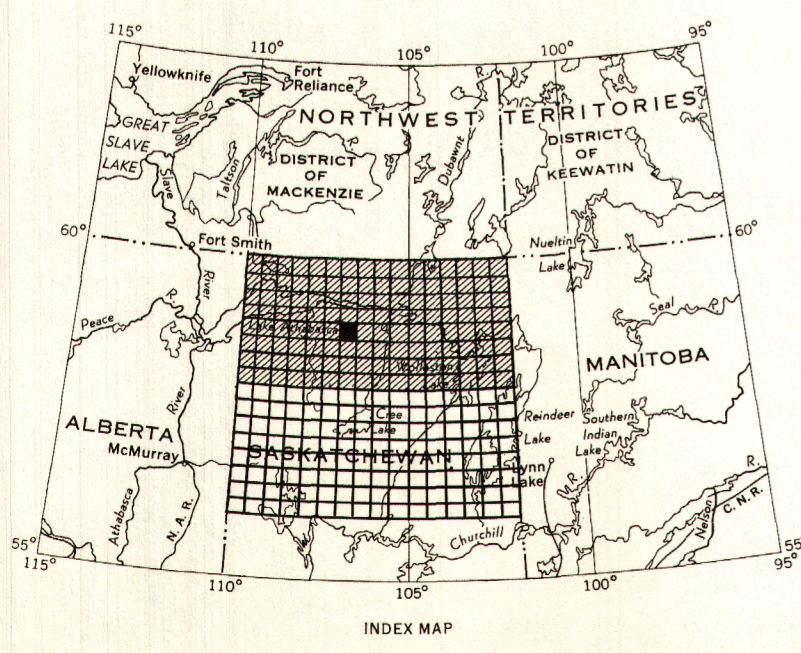 115° 110° 105° 100° 95°
Yellowknife
Fort
Reliance
R.
NORTHWEST TERRITORIES
GREAT
SLAVE
LAKE
Slave
Taltson
R.
DISTRICT
OF
MACKENZIE
Dubawnt
DISTRICT
OF
KEEWATIN
60°
Fort Smith
Nueltin
Lake
60°
River
Peace
R.
Lake Athabasca
Wollaston
Lake
Seal R.
MANITOBA
River
ALBERTA
McMurray
Cree
Lake
SASKATCHEWAN
Reindeer
Lake
Southern
Indian
Lake
Lynn
Lake
R.
R.
Athabasca
N. A. R.
Churchill
Nelson
C. N. R.
55°
55°
115° 110° 105° 100° 95°
INDEX MAP